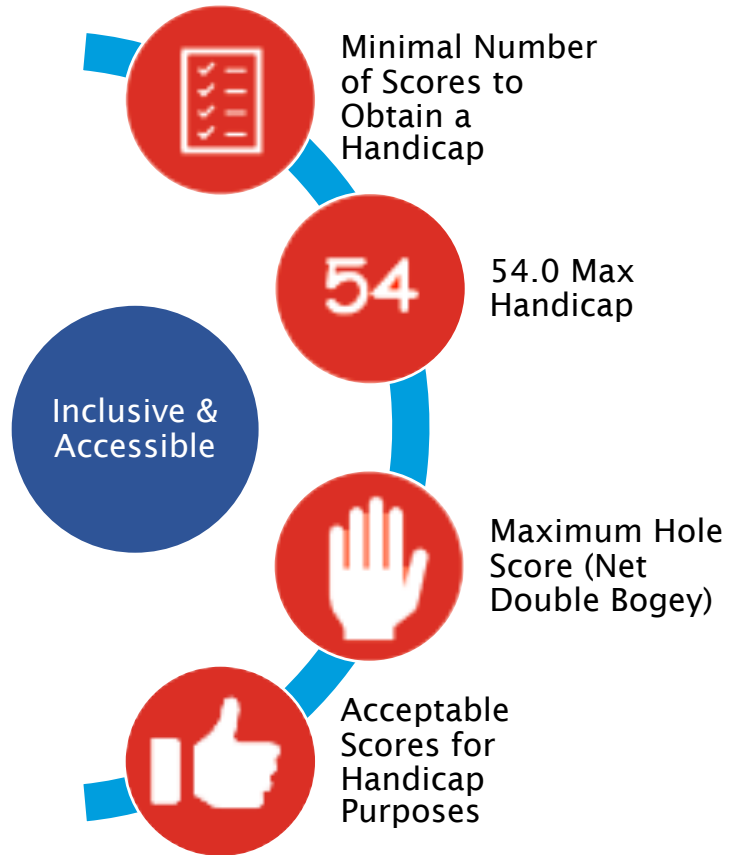 Minimal Number
of Scores to
Obtain a
Handicap
54
54.0 Max
Handicap
Inclusive &
Accessible
Maximum Hole
Score (Net
Double Bogey)
Acceptable
Scores for
Handicap
Purposes